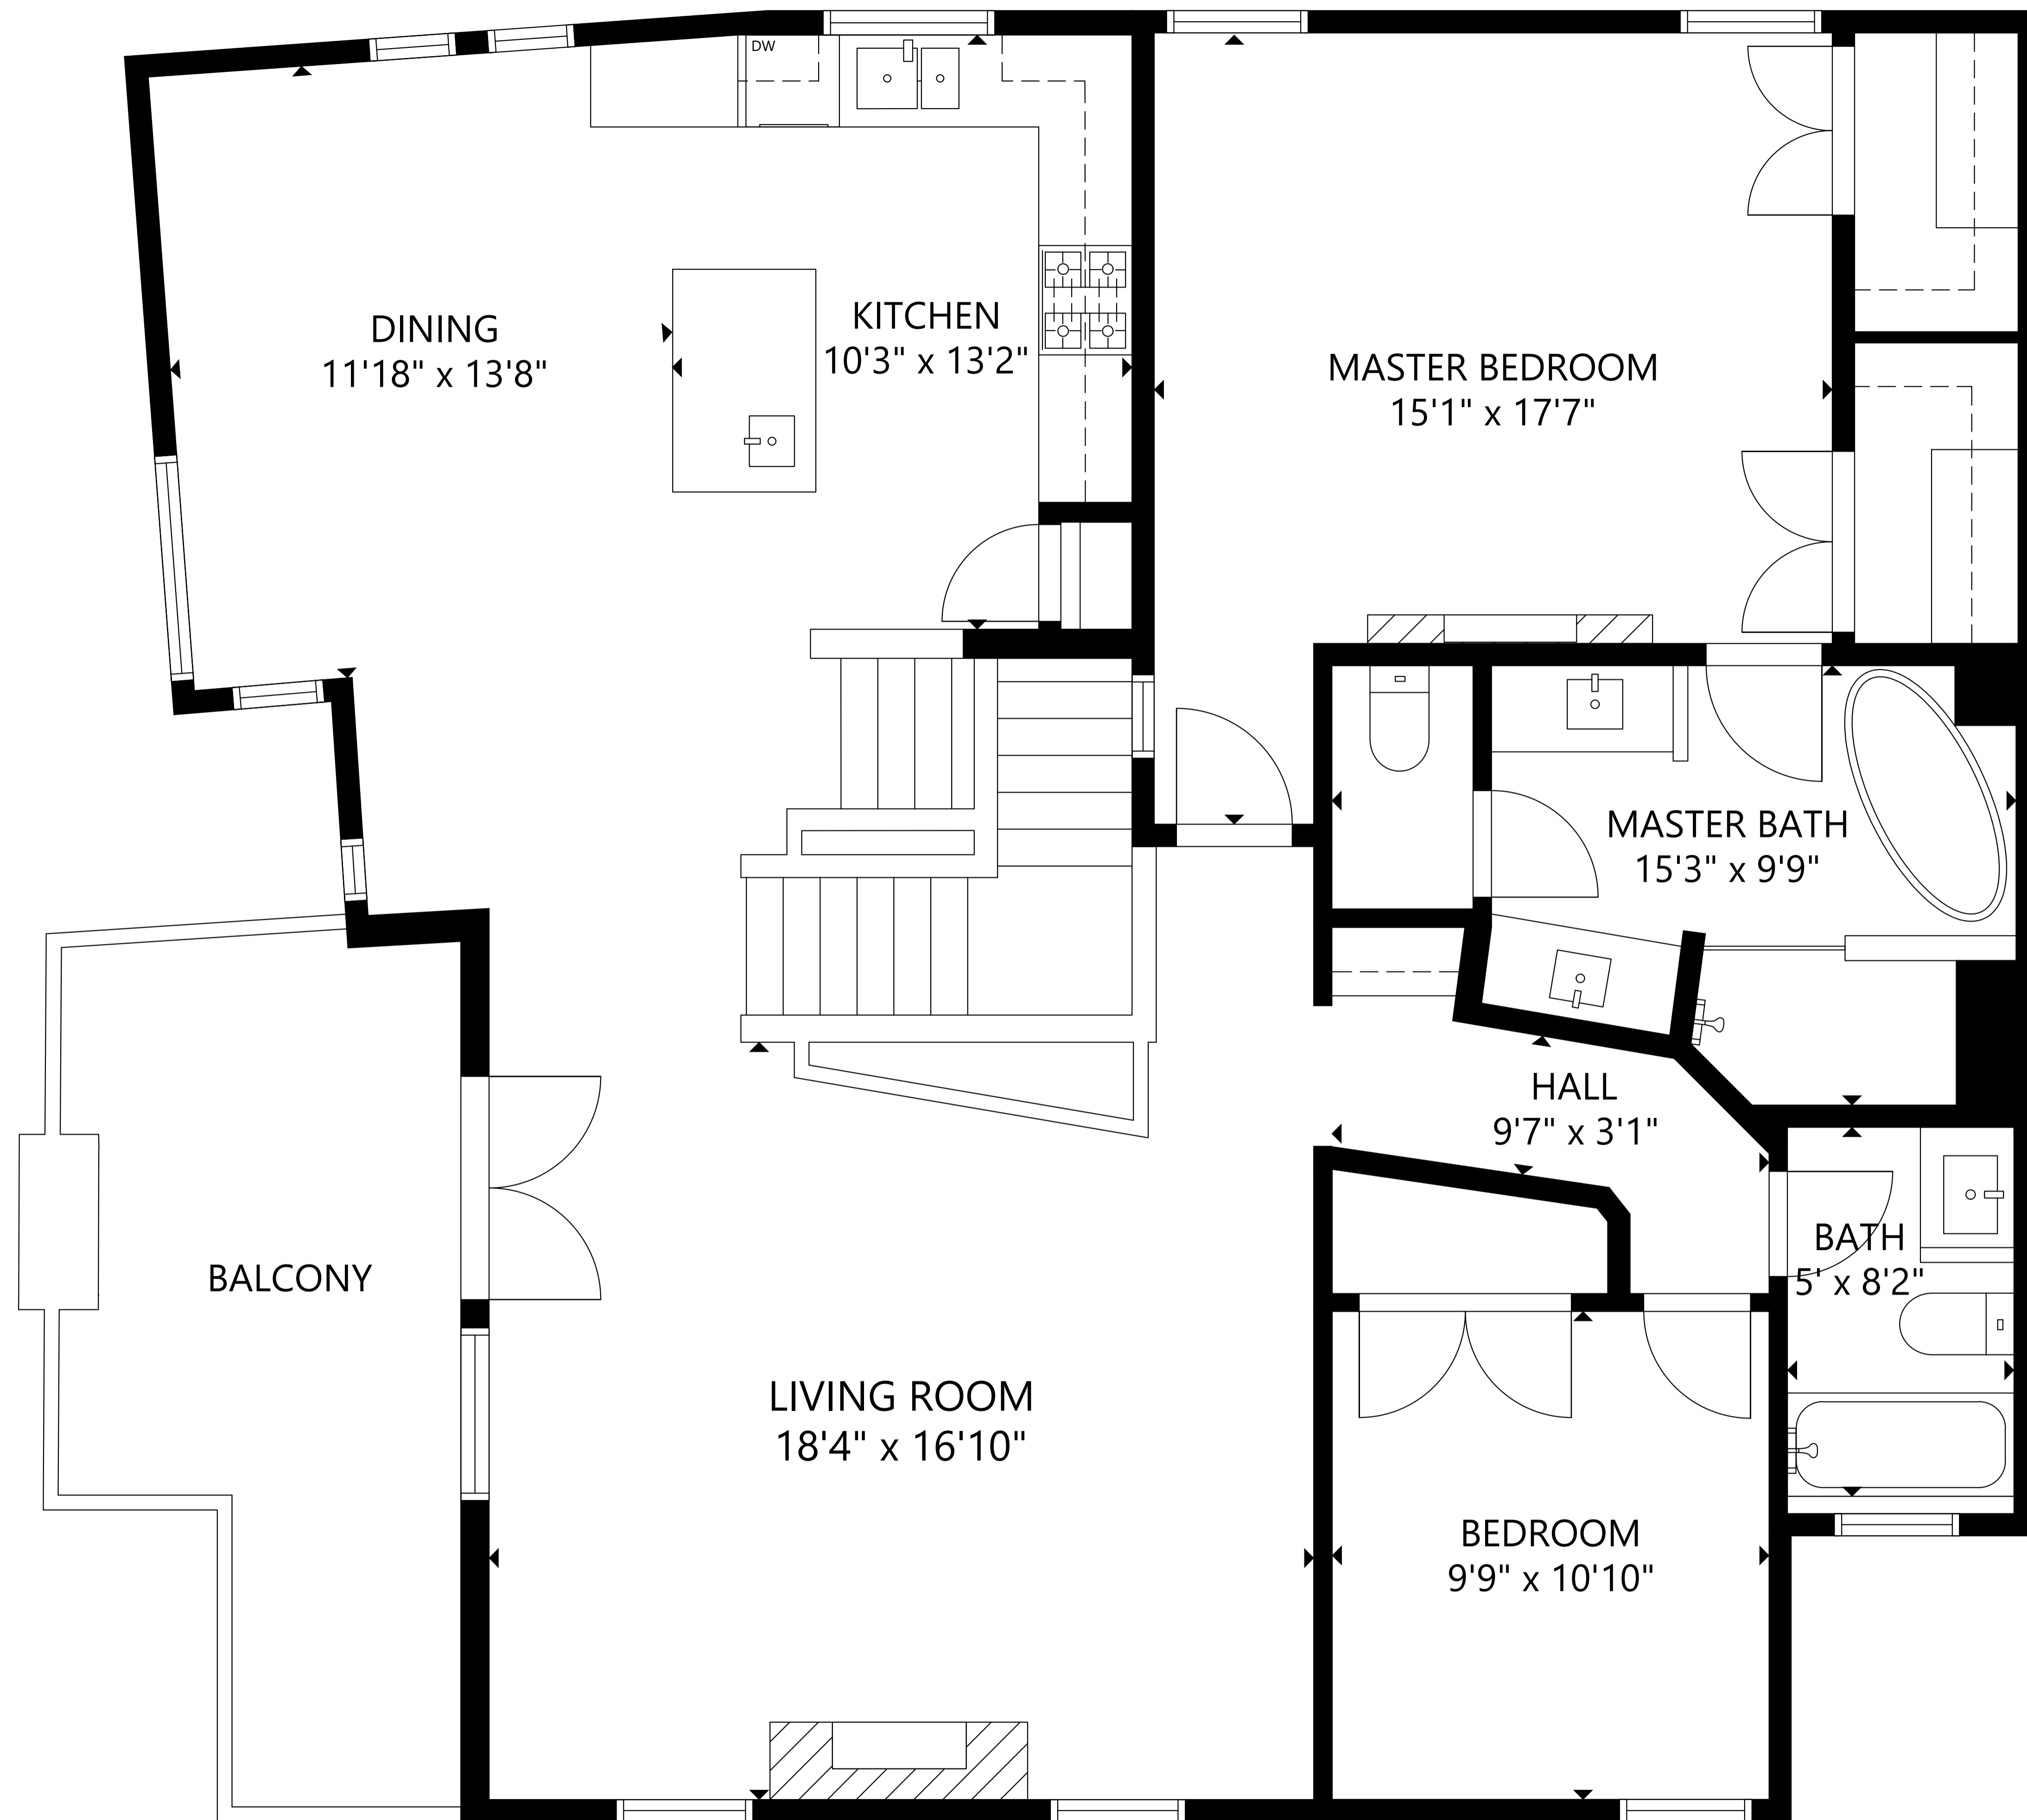 DW
DINING
11'18" x 13'8"
KITCHEN
10'3" x 13'2"
MASTER BEDROOM
15'1" x 17'7"
MASTER BATH
15'3" x 9'9"
HALL
9'7" x 3'1"
BATH
5' x 8'2"
BALCONY
LIVING ROOM
18'4" x 16'10"
BEDROOM
9'9" x 10'10"